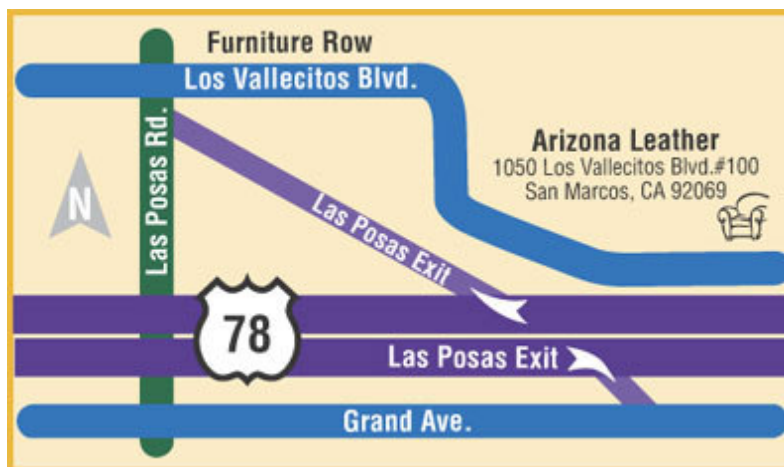 Furniture Row
Los Vallecitos Blvd.
Las Posas Rd.
Arizona Leather
1050 Los Vallecitos Blvd.#100
San Marcos, CA 92069
N
Las Posas Exit
78
Las Posas Exit
Grand Ave.